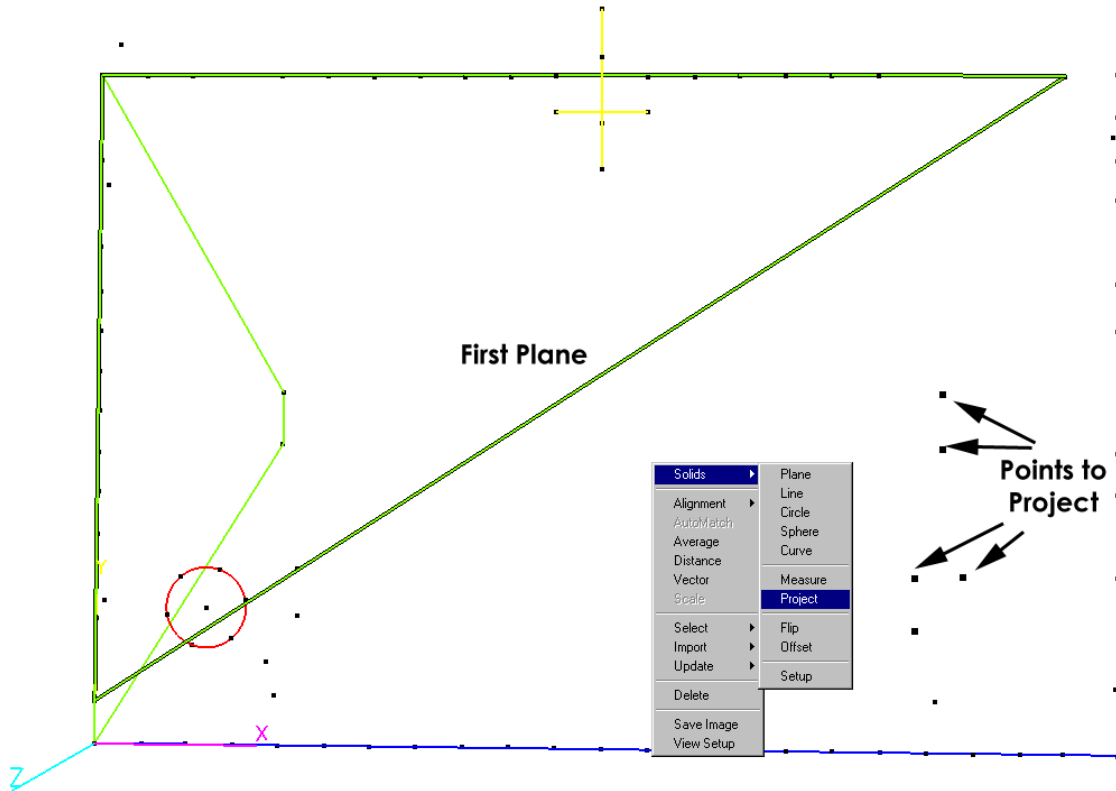 First Plane
Points to
Project
Solids
Alignment
AutoMatch
Average
Distance
Vector
Scale
Select
Import
Update
Delete
Save Image
View Setup
Plane
Line
Circle
Sphere
Curve
Measure
Project
Flip
Offset
Setup
Y
X
Z